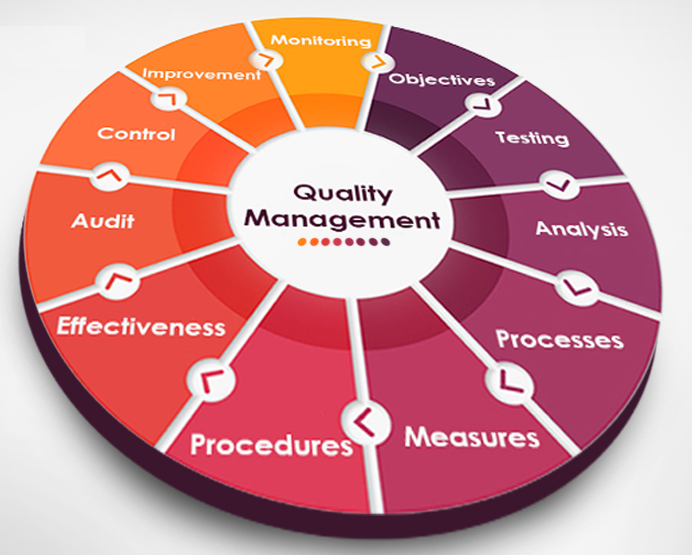 Monitoring
Objectives
Testing
Analysis
Processes
Measures
Procedures
Effectiveness
Audit
Control
Improvement
Quality
Management